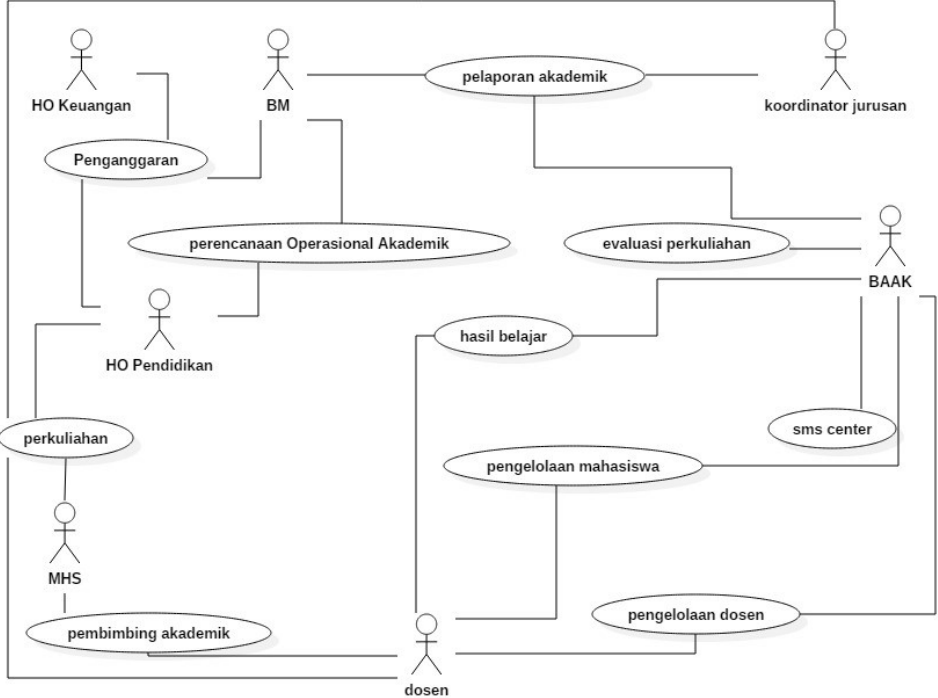 HO Keuangan
BM
pelaporan akademik
koordinator jurusan
Penganggaran
perencanaan Operasional Akademik
evaluasi perkuliahan
BAAK
hasil belajar
HO Pendidikan
sms center
perkuliahan
pengelolaan mahasiswa
MHS
pengelolaan dosen
pembimbing akademik
dosen